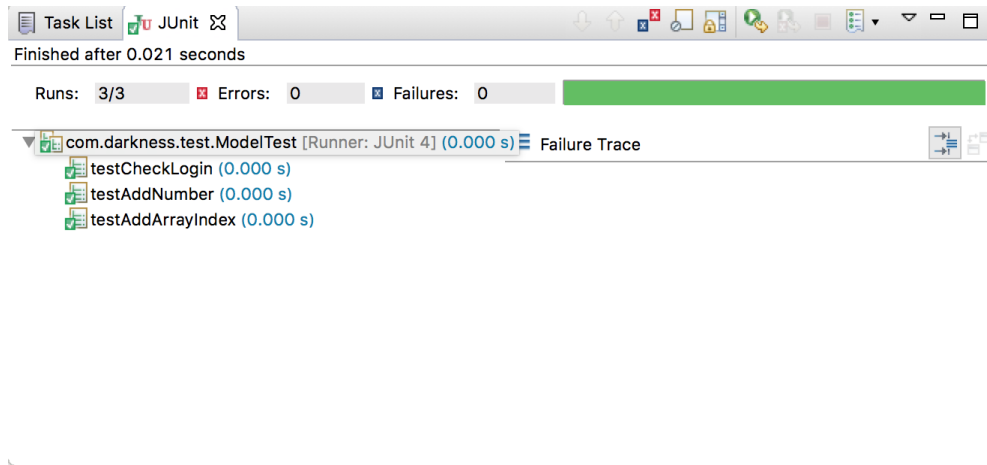 Task List JUnit
Finished after 0.021 seconds
Runs: 3/3 Errors: 0 Failures: 0
com.darkness.test.ModelTest [Runner: JUnit 4] (0.000 s) Failure Trace
testCheckLogin (0.000 s)
testAddNumber (0.000 s)
testAddArrayIndex (0.000 s)